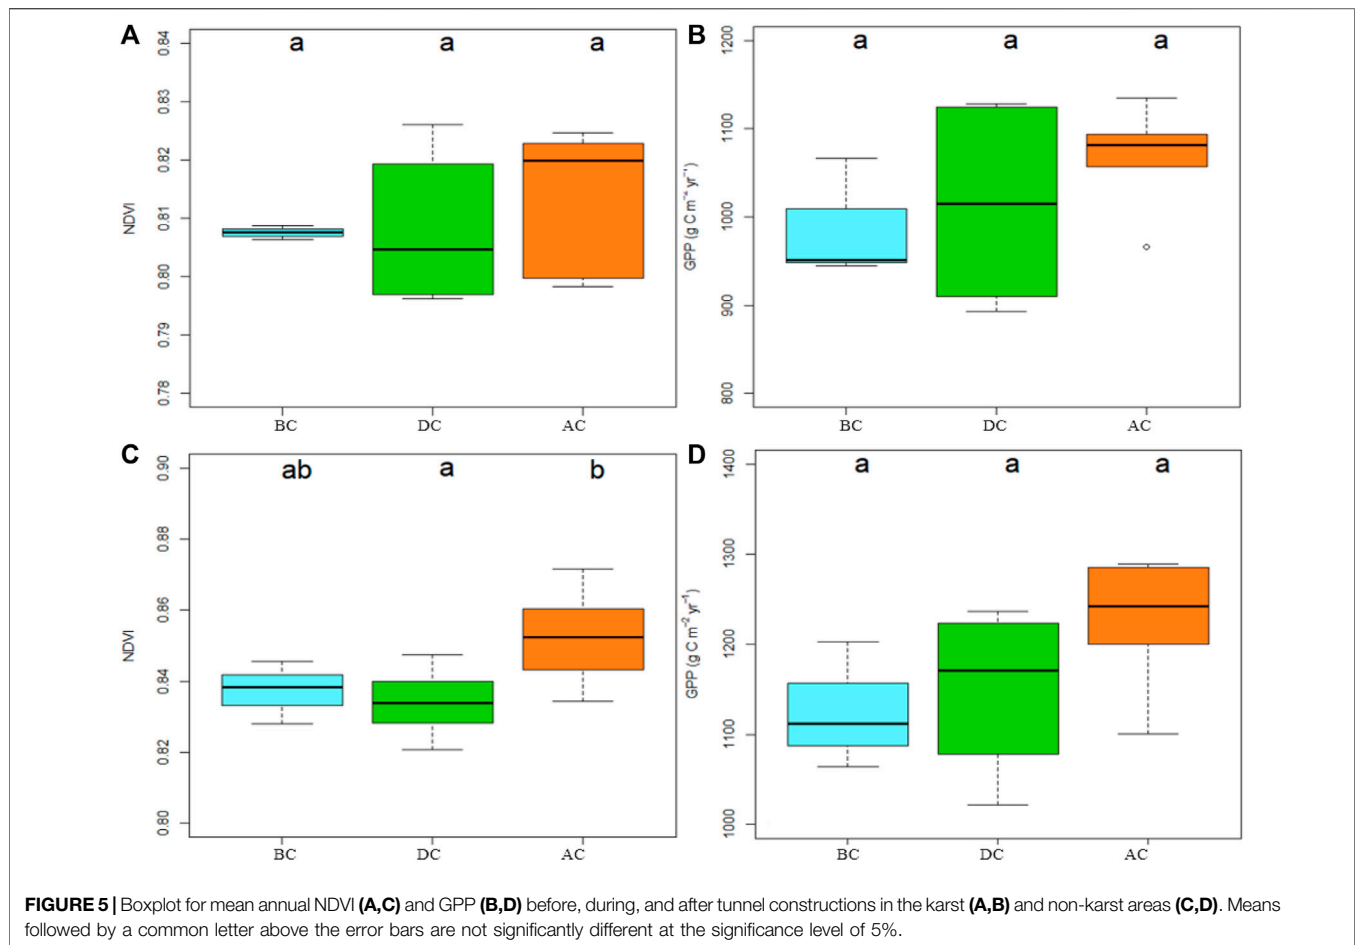 A
a a a
NDVI
0.84
0.83
0.82
0.81
0.80
0.79
0.78
BC DC AC
B
a a a
GPP (g C m⁻² yr⁻¹)
1200
1100
1000
900
800
BC DC AC
C
ab a b
NDVI
0.90
0.88
0.86
0.84
0.82
0.80
BC DC AC
D
a a a
GPP (g C m⁻² yr⁻¹)
1400
1300
1200
1100
1000
BC DC AC
FIGURE 5 | Boxplot for mean annual NDVI (A,C) and GPP (B,D) before, during, and after tunnel constructions in the karst (A,B) and non-karst areas (C,D). Means
followed by a common letter above the error bars are not significantly different at the significance level of 5%.